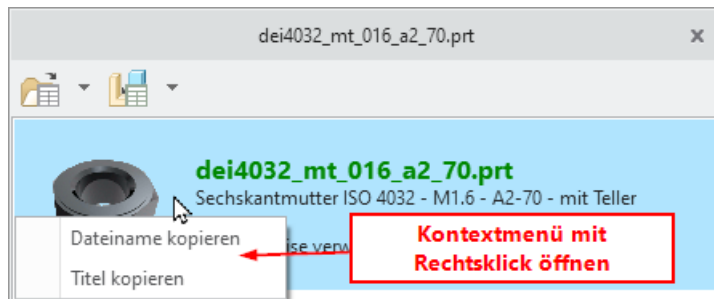 dei4032_mt_016_a2_70.prt
dei4032_mt_016_a2_70.prt
Sechskantmutter ISO 4032 - M1.6 - A2-70 - mit Teller
Dateiname kopieren
Kontextmenü mit
Rechtsklick öffnen
Titel kopieren